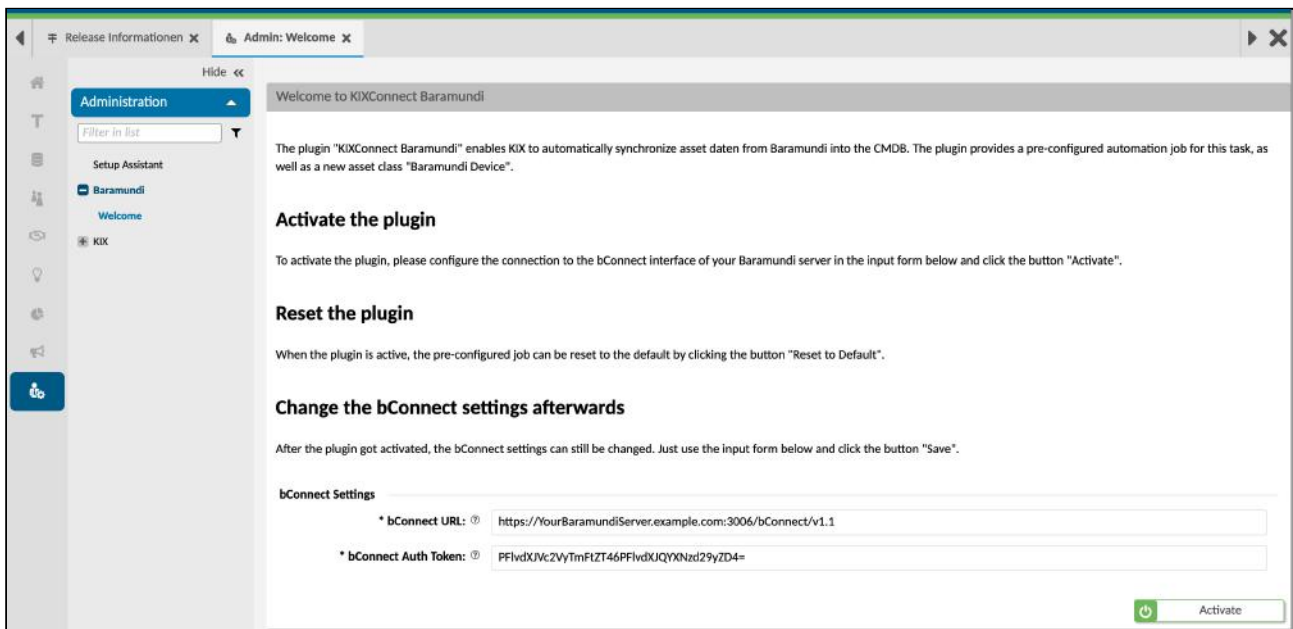 Release Informationen
Admin: Welcome
Hide
Administration
Filter in list
Setup Assistant
Baramundi
Welcome
KIX
Welcome to KIXConnect Baramundi
The plugin "KIXConnect Baramundi" enables KIX to automatically synchronize asset daten from Baramundi into the CMDB. The plugin provides a pre-configured automation job for this task, as
well as a new asset class "Baramundi Device".
Activate the plugin
To activate the plugin, please configure the connection to the bConnect interface of your Baramundi server in the input form below and click the button "Activate".
Reset the plugin
When the plugin is active, the pre-configured job can be reset to the default by clicking the button "Reset to Default".
Change the bConnect settings afterwards
After the plugin got activated, the bConnect settings can still be changed. Just use the input form below and click the button "Save".
bConnect Settings
* bConnect URL: https://YourBaramundiServer.example.com:3006/bConnect/v1.1
* bConnect Auth Token: PFlvdXJVc2VyTmFtZT46PFlvdXJQYXNzd29yZD4=
Activate